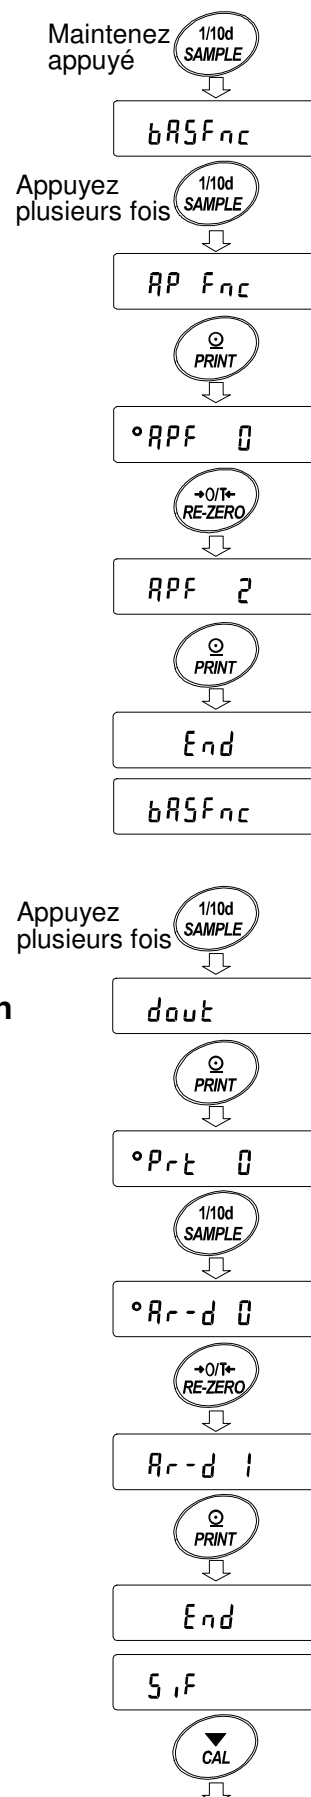 Maintenez
appuyé
1/10d
SAMPLE
bASFnc
Appuyez
plusieurs fois
1/10d
SAMPLE
AP Fnc
PRINT
°APF 0
→O/T←
RE-ZERO
APF 2
PRINT
End
bASFnc
Appuyez
plusieurs fois
1/10d
SAMPLE
n
dout
PRINT
°Prt 0
1/10d
SAMPLE
°Ar-d 0
→O/T←
RE-ZERO
Ar-d 1
PRINT
End
SiF
CAL